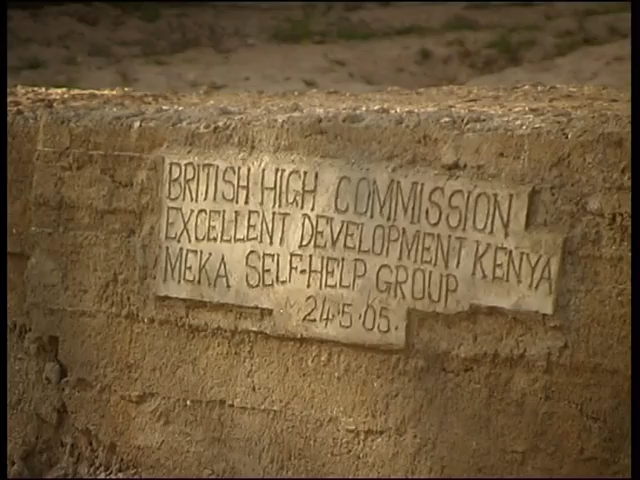 BRITISH HIGH COMMISSION
EXCELLENT DEVELOPMENT KENYA
MEKA SELF-HELP GROUP
24·5·05.